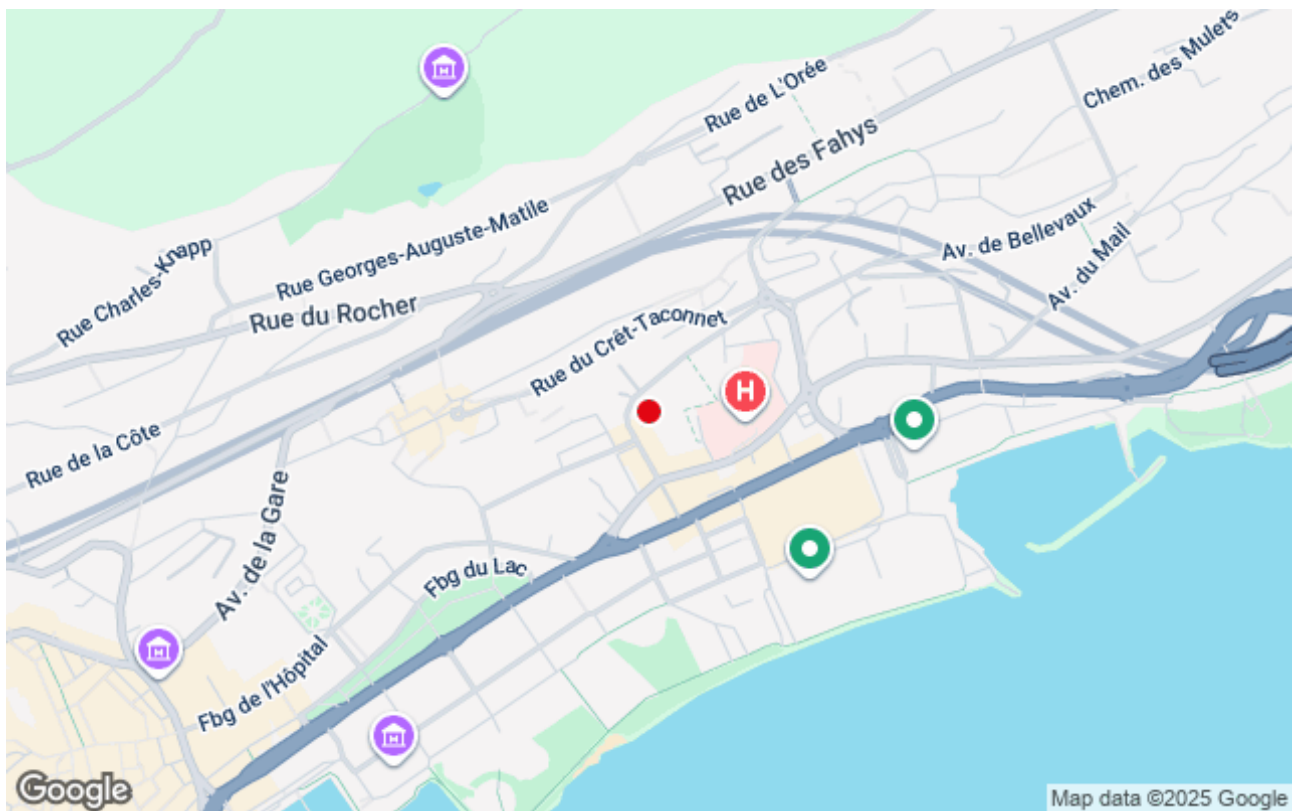 Chem. des Mulets
Rue de L'Orée
Rue des Fahys
Av. de Bellevaux
Av. du Mail
Rue Charles-Knapp
Rue Georges-Auguste-Matile
Rue du Rocher
Rue du Crêt-Taconnet
H
Rue de la Côte
Av. de la Gare
Fbg du Lac
Fbg de l'Hôpital
Google
Map data ©2025 Google